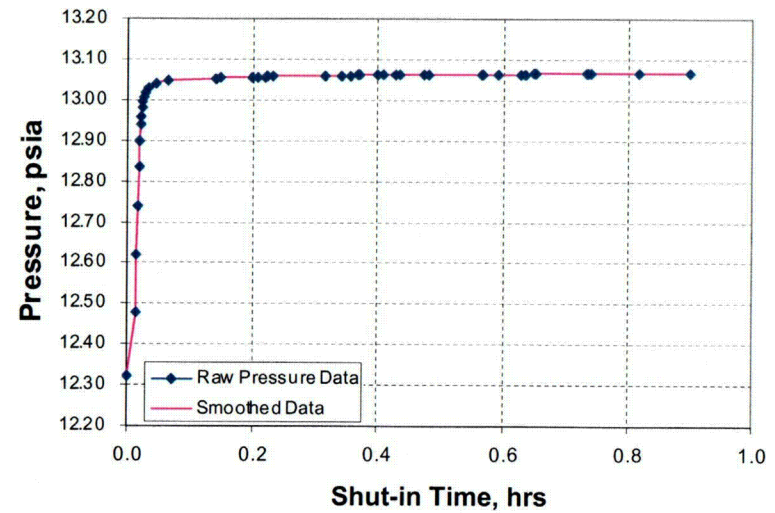 13.20
13.10
13.00
12.90
12.80
12.70
12.60
12.50
12.40
12.30
12.20
Pressure, psia
Raw Pressure Data
Smoothed Data
0.0 0.2 0.4 0.6 0.8 1.0
Shut-in Time, hrs